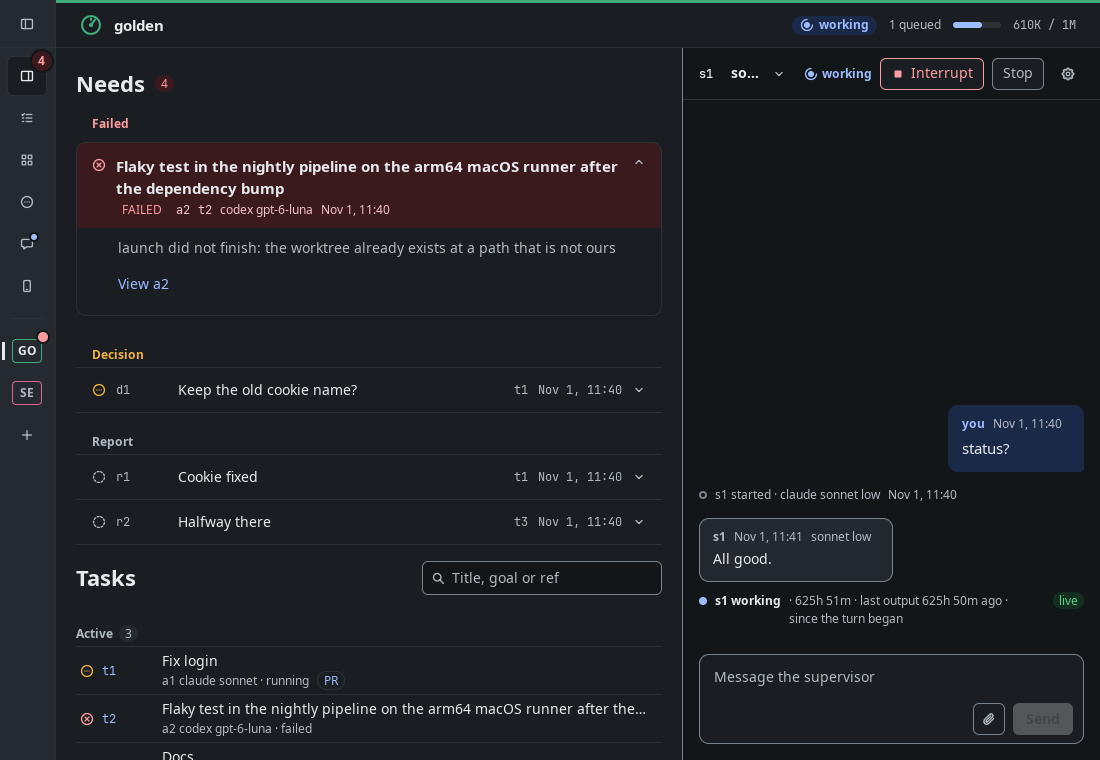 golden
working
1 queued
610K / 1M
4
GO
SE
Needs 4
Failed
Flaky test in the nightly pipeline on the arm64 macOS runner after
the dependency bump
FAILED a2 t2 codex gpt-6-luna Nov 1, 11:40
launch did not finish: the worktree already exists at a path that is not ours
View a2
Decision
d1 Keep the old cookie name? t1 Nov 1, 11:40
Report
r1 Cookie fixed t1 Nov 1, 11:40
r2 Halfway there t3 Nov 1, 11:40
Tasks
Title, goal or ref
Active 3
t1 Fix login
a1 claude sonnet · running PR
t2 Flaky test in the nightly pipeline on the arm64 macOS runner after the…
a2 codex gpt-6-luna · failed
Docs
s1 so… working Interrupt Stop
you Nov 1, 11:40
status?
s1 started · claude sonnet low Nov 1, 11:40
s1 Nov 1, 11:41 sonnet low
All good.
s1 working · 625h 51m · last output 625h 50m ago · live
since the turn began
Message the supervisor
Send